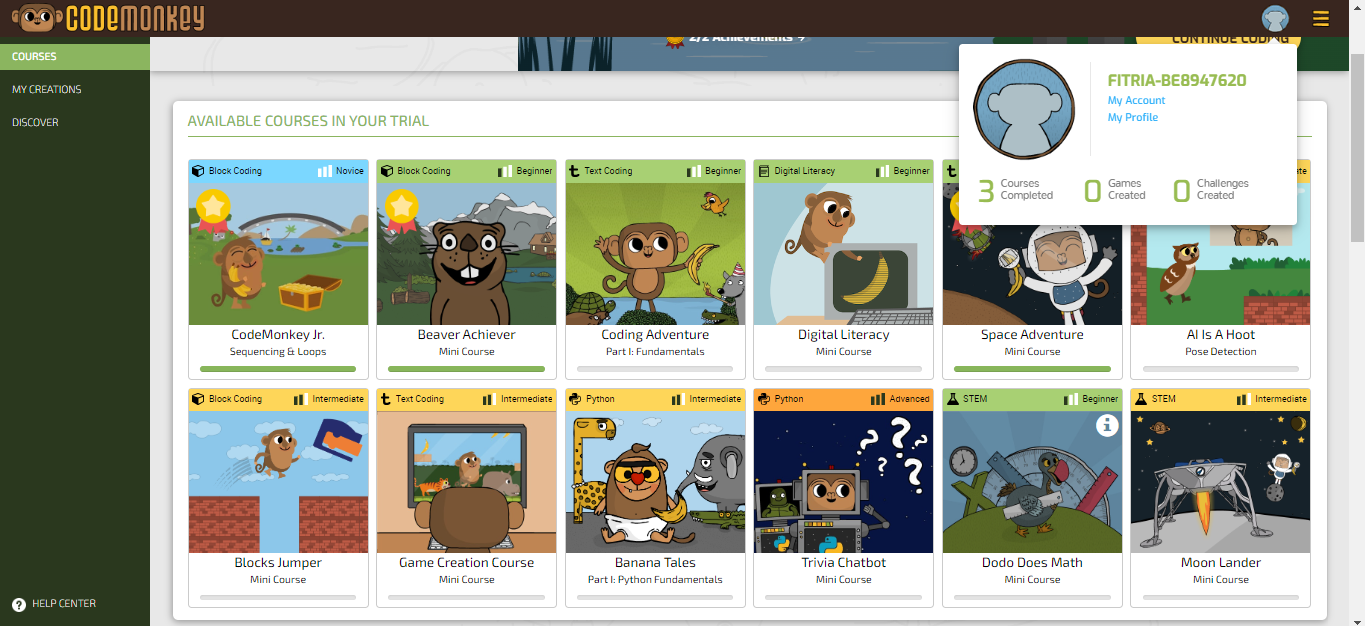 CODEMONKEY
COURSES
MY CREATIONS
DISCOVER
HELP CENTER
2/2 Achievements
CONTINUE CODING
FITRIA-BE8947620
My Account
My Profile
3 Courses Completed
0 Games Created
0 Challenges Created
AVAILABLE COURSES IN YOUR TRIAL
Block Coding Novice
CodeMonkey Jr.
Sequencing & Loops
Block Coding Beginner
Beaver Achiever
Mini Course
Text Coding Beginner
Coding Adventure
Part I: Fundamentals
Digital Literacy Beginner
Digital Literacy
Mini Course
Space Adventure
Mini Course
AI Is A Hoot
Pose Detection
Block Coding Intermediate
Blocks Jumper
Mini Course
Text Coding Intermediate
Game Creation Course
Mini Course
Python Intermediate
Banana Tales
Part I: Python Fundamentals
Python Advanced
Trivia Chatbot
Mini Course
STEM Beginner
Dodo Does Math
Mini Course
STEM Intermediate
Moon Lander
Mini Course